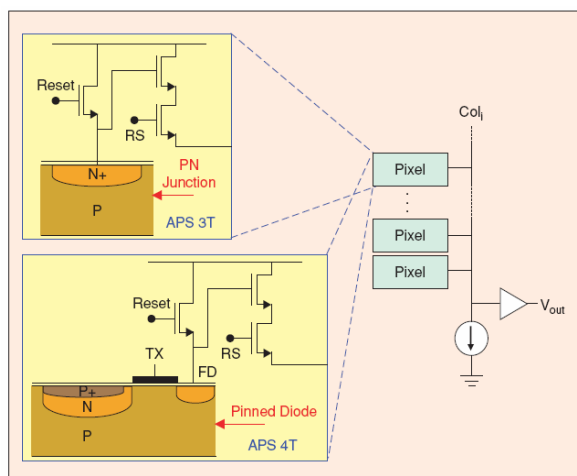 Reset
RS
N+
PN
Junction
P
APS 3T
Reset
TX
RS
FD
P+
N
Pinned Diode
P
APS 4T
Col_i
Pixel
Pixel
Pixel
V_out